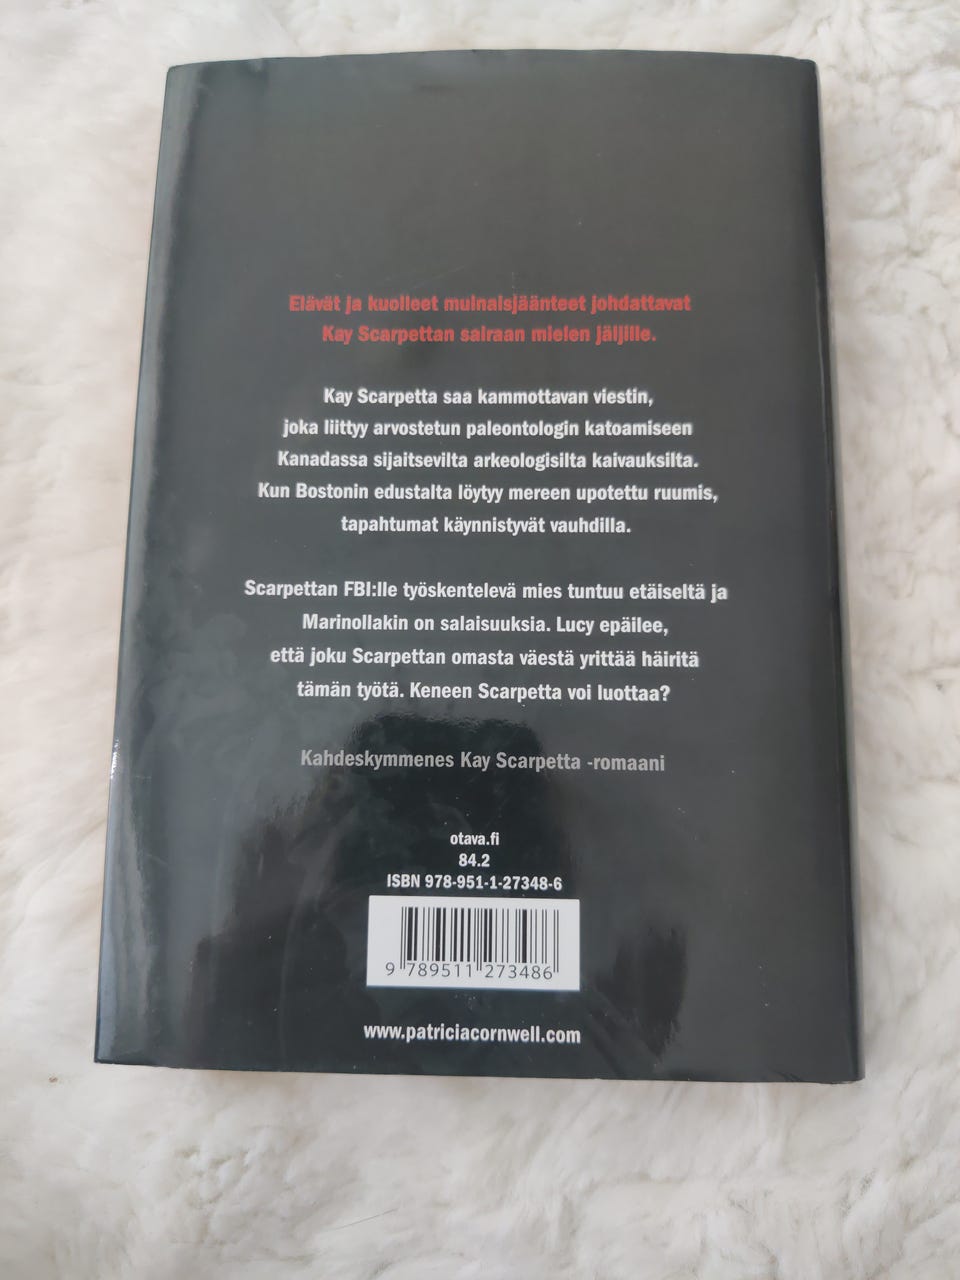 Elävät ja kuolleet muinaisjäänteet johdattavat
Kay Scarpettan sairaan mielen jäljille.
Kay Scarpetta saa kammottavan viestin,
joka liittyy arvostetun paleontologin katoamiseen
Kanadassa sijaitsevilta arkeologisilta kaivauksilta.
Kun Bostonin edustalta löytyy mereen upotettu ruumis,
tapahtumat käynnistyvät vauhdilla.
Scarpettan FBI:lle työskentelevä mies tuntuu etäiseltä ja
Marinollakin on salaisuuksia. Lucy epäilee,
että joku Scarpettan omasta väestä yrittää häiritä
tämän työtä. Keneen Scarpetta voi luottaa?
Kahdeskymmenes Kay Scarpetta -romaani
otava.fi
84.2
ISBN 978-951-1-27348-6
9 789511 273486
www.patriciacornwell.com